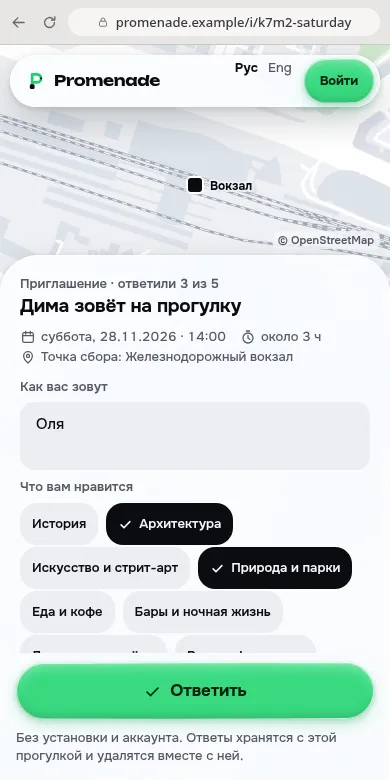 promenade.example/i/k7m2-saturday
Promenade
Рус Eng
Войти
Вокзал
© OpenStreetMap
Приглашение · ответили 3 из 5
Дима зовёт на прогулку
суббота, 28.11.2026 · 14:00 около 3 ч
Точка сбора: Железнодорожный вокзал
Как вас зовут
Оля
Что вам нравится
История Архитектура
Искусство и стрит-арт Природа и парки
Еда и кофе Бары и ночная жизнь
Ответить
Без установки и аккаунта. Ответы хранятся с этой
прогулкой и удалятся вместе с ней.